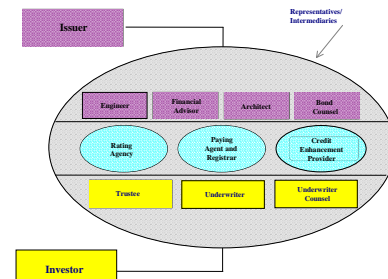 Issuer
Representatives/
Intermediaries
Engineer
Financial
Advisor
Architect
Bond
Counsel
Rating
Agency
Paying
Agent and
Registrar
Credit
Enhancement
Provider
Trustee
Underwriter
Underwriter
Counsel
Investor